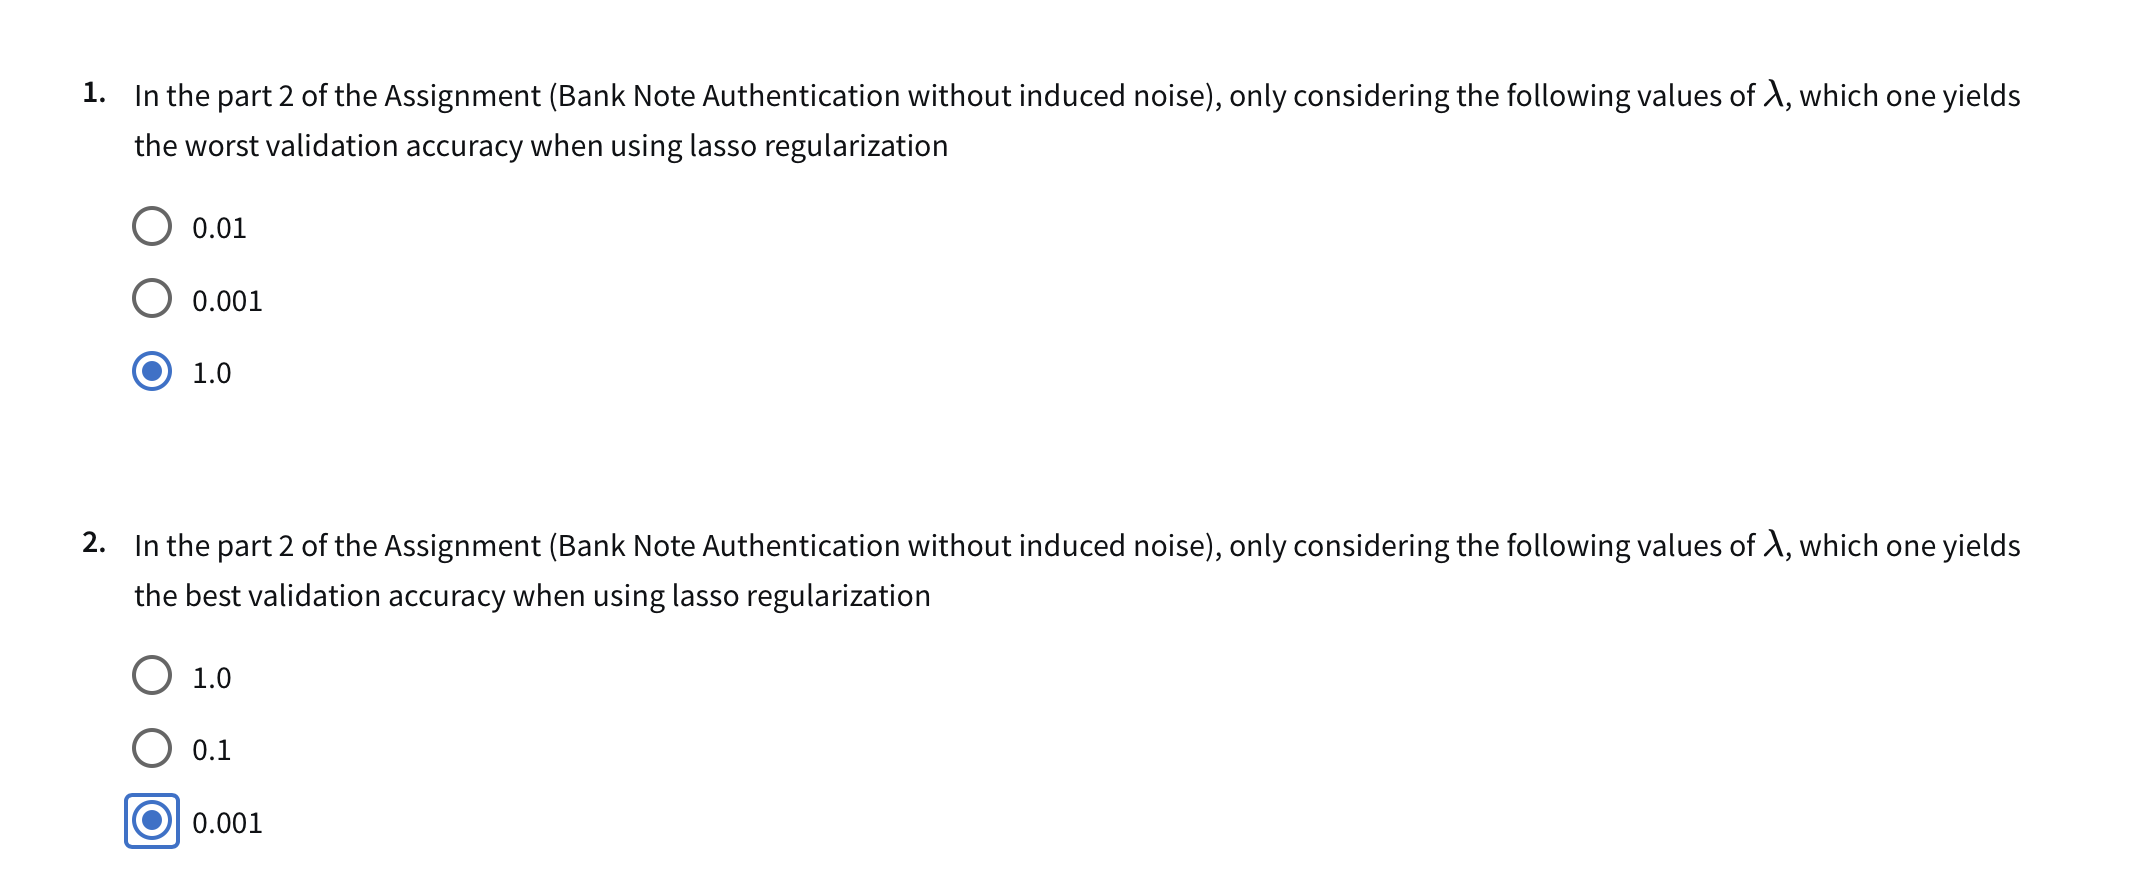 1. In the part 2 of the Assignment (Bank Note Authentication without induced noise), only considering the following values of λ, which one yields
the worst validation accuracy when using lasso regularization
0.01
0.001
1.0
2. In the part 2 of the Assignment (Bank Note Authentication without induced noise), only considering the following values of λ, which one yields
the best validation accuracy when using lasso regularization
1.0
0.1
0.001